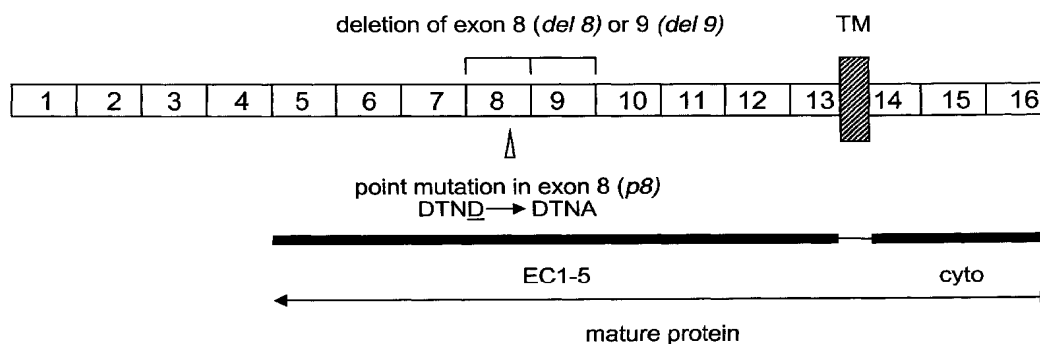 deletion of exon 8 (del 8) or 9 (del 9) TM
1 2 3 4 5 6 7 8 9 10 11 12 13 14 15 16
point mutation in exon 8 (p8)
DTND → DTNA
EC1-5 cyto
mature protein